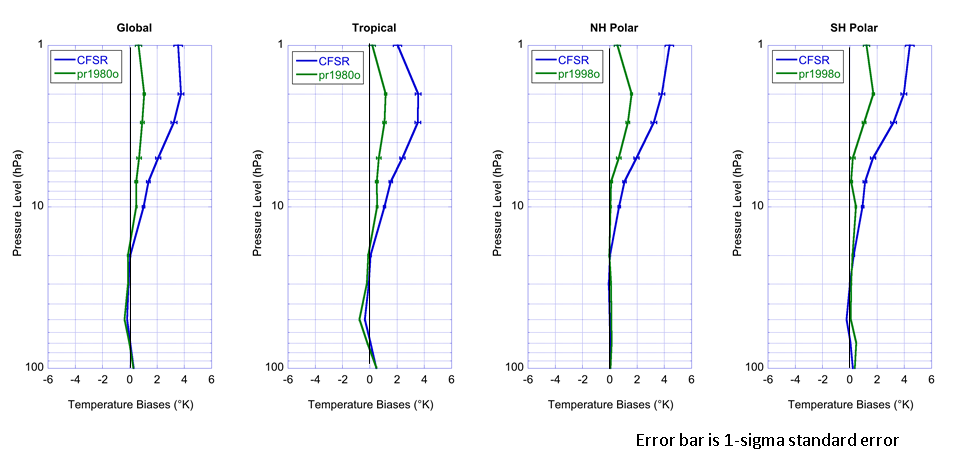 Global
CFSR
pr1980o
1
10
100
Pressure Level (hPa)
-6 -4 -2 0 2 4 6
Temperature Biases (°K)
Tropical
CFSR
pr1980o
1
10
100
Pressure Level (hPa)
-6 -4 -2 0 2 4 6
Temperature Biases (°K)
NH Polar
CFSR
pr1998o
1
10
100
Pressure Level (hPa)
-6 -4 -2 0 2 4 6
Temperature Biases (°K)
SH Polar
CFSR
pr1998o
1
10
100
Pressure Level (hPa)
-6 -4 -2 0 2 4 6
Temperature Biases (°K)
Error bar is 1-sigma standard error